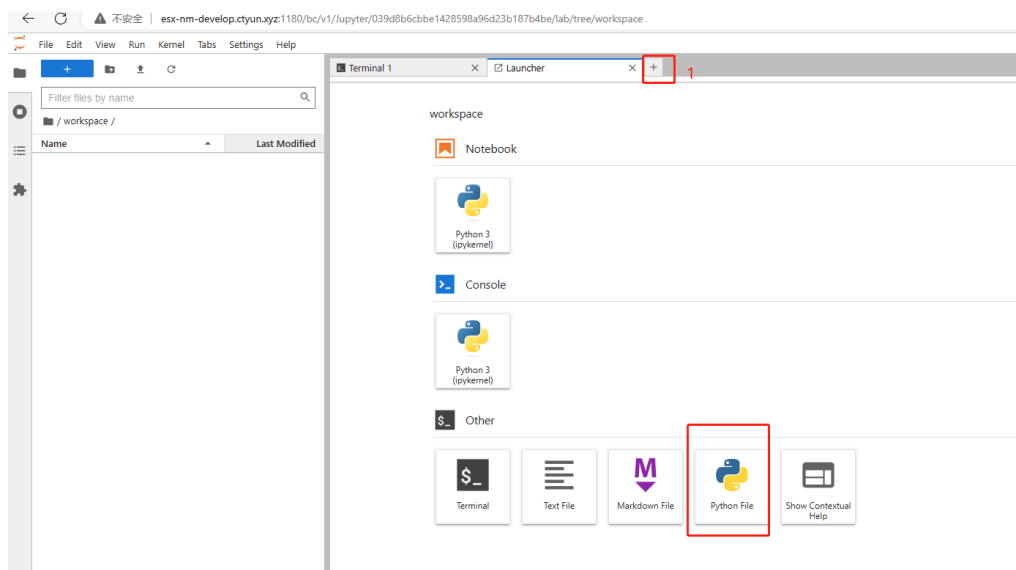 不安全 | esx-nm-develop.ctyun.xyz:1180/bc/v1/Jupyter/039d8b6cbbe1428598a96d23b187b4be/lab/tree/workspace
File Edit View Run Kernel Tabs Settings Help
+
Terminal 1
Launcher
+
1
Filter files by name
/ workspace /
Name
Last Modified
workspace
Notebook
Python 3
(ipykernel)
Console
Python 3
(ipykernel)
$_ Other
$_
M
Terminal
Text File
Markdown File
Python File
Show Contextual
Help